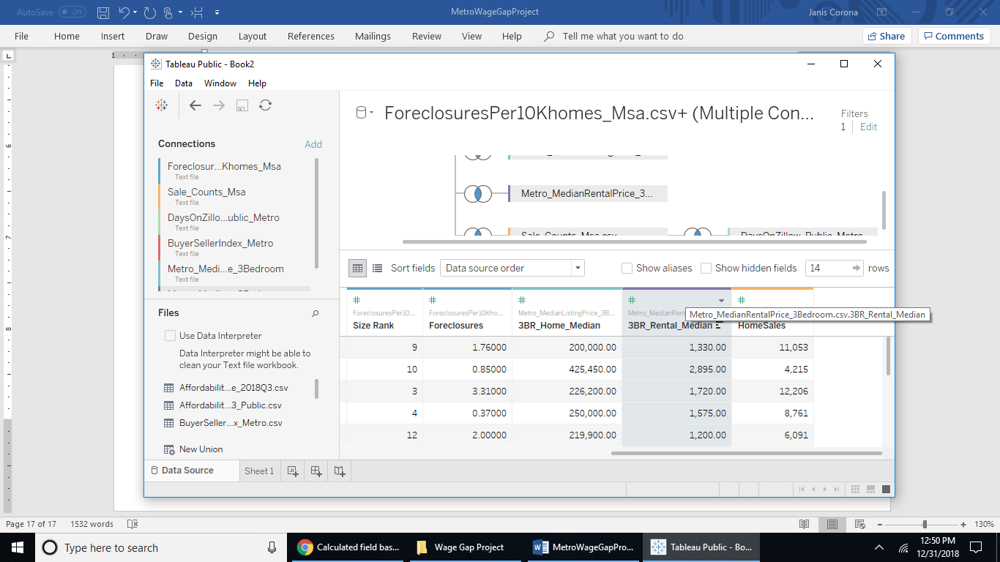 AutoSave Off
MetroWageGapProject
Janis Corona
File Home Insert Draw Design Layout References Mailings Review View Help Tell me what you want to do
Share Comments
1
Tableau Public - Book2
File Data Window Help
ForeclosuresPer10Khomes_Msa.csv+ (Multiple Con...
Filters
1 Edit
Connections Add
Foreclosur...Khomes_Msa
Text file
Sale_Counts_Msa
Text file
DaysOnZillo...ublic_Metro
Text file
BuyerSellerIndex_Metro
Text file
Metro_Medi...e_3Bedroom
Text file
Metro_MedianRentalPrice_3...
Sale_Counts_Msa.csv DaysOnZillow_Public_Metro
Sort fields Data source order Show aliases Show hidden fields 14 rows
Files
Use Data Interpreter
Data Interpreter might be able to
clean your Text file workbook.
Affordabilit...e_2018Q3.csv
Affordabilit...3_Public.csv
BuyerSeller...x_Metro.csv
New Union
# # # # #
ForeclosuresPer10... ForeclosuresPer10Kho... Metro_MedianListingPrice_3B... Metro_MedianRent
Metro_MedianRentalPrice_3Bedroom.csv.3BR_Rental_Median
Size Rank Foreclosures 3BR_Home_Median 3BR_Rental_Median HomeSales
9 1.76000 200,000.00 1,330.00 11,053
10 0.85000 425,450.00 2,895.00 4,215
3 3.31000 226,200.00 1,720.00 12,206
4 0.37000 250,000.00 1,575.00 8,761
12 2.00000 219,900.00 1,200.00 6,091
Data Source Sheet 1
6
7
8
Page 17 of 17 1532 words 130%
Type here to search
Calculated field bas...
Wage Gap Project
MetroWageGapPro...
Tableau Public - Bo...
12:50 PM
12/31/2018